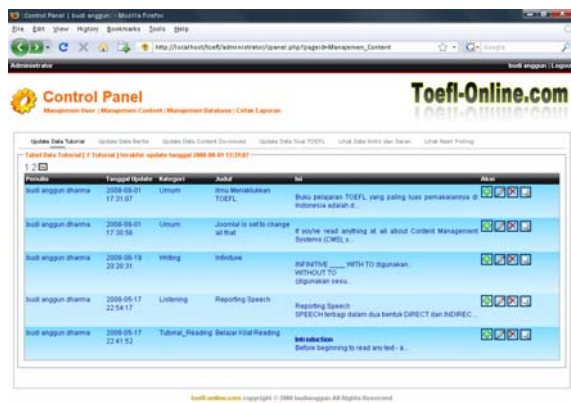 Control Panel | budi anggun - Mozilla Firefox
File Edit View History Bookmarks Tools Help
http://localhost/toefl/administrator/panel.php?pageid=Manajemen_Content
Google
Administrator
budi anggun | Logout
Control Panel
Manajemen User | Manajemen Content | Manajemen Database | Cetak Laporan
Toefl-Online.com
Update Data Tutorial Update Data Berita Update Data Content Download Update Data Soal TOEFL Lihat Data Kritik dan Saran Lihat Hasil Polling
Tabel Data Tutorial [ 7 Tutorial ] terakhir update tanggal 2008-09-01 17:31:07
1 2
Penulis Tanggal Update Kategori Judul Isi Aksi
budi anggun dharma 2008-09-01 17:31:07 Umum Ilmu Menaklukkan TOEFL Buku pelajaran TOEFL yang paling luas pemakaiannya di Indonesia adalah d...
budi anggun dharma 2008-09-01 17:30:56 Umum Joomla! is set to change all that If you've read anything at all about Content Management Systems (CMS), y...
budi anggun dharma 20:20:31 Writing Infinitive INFINITIVE ____ WITH TO digunakan : WITHOUT TO (digunakan sesu...
budi anggun dharma 2008-05-17 22:54:17 Listening Reporting Speech Reporting Speech SPEECH terbagi dalam dua bentuk DIRECT dan INDIREC...
budi anggun dharma 2008-05-17 22:41:52 Tutorial_Reading Belajar Kilat Reading Introduction Before beginning to read any text - a...
toefl-online.com copyright © 2008 budianggun All Rights Reserved